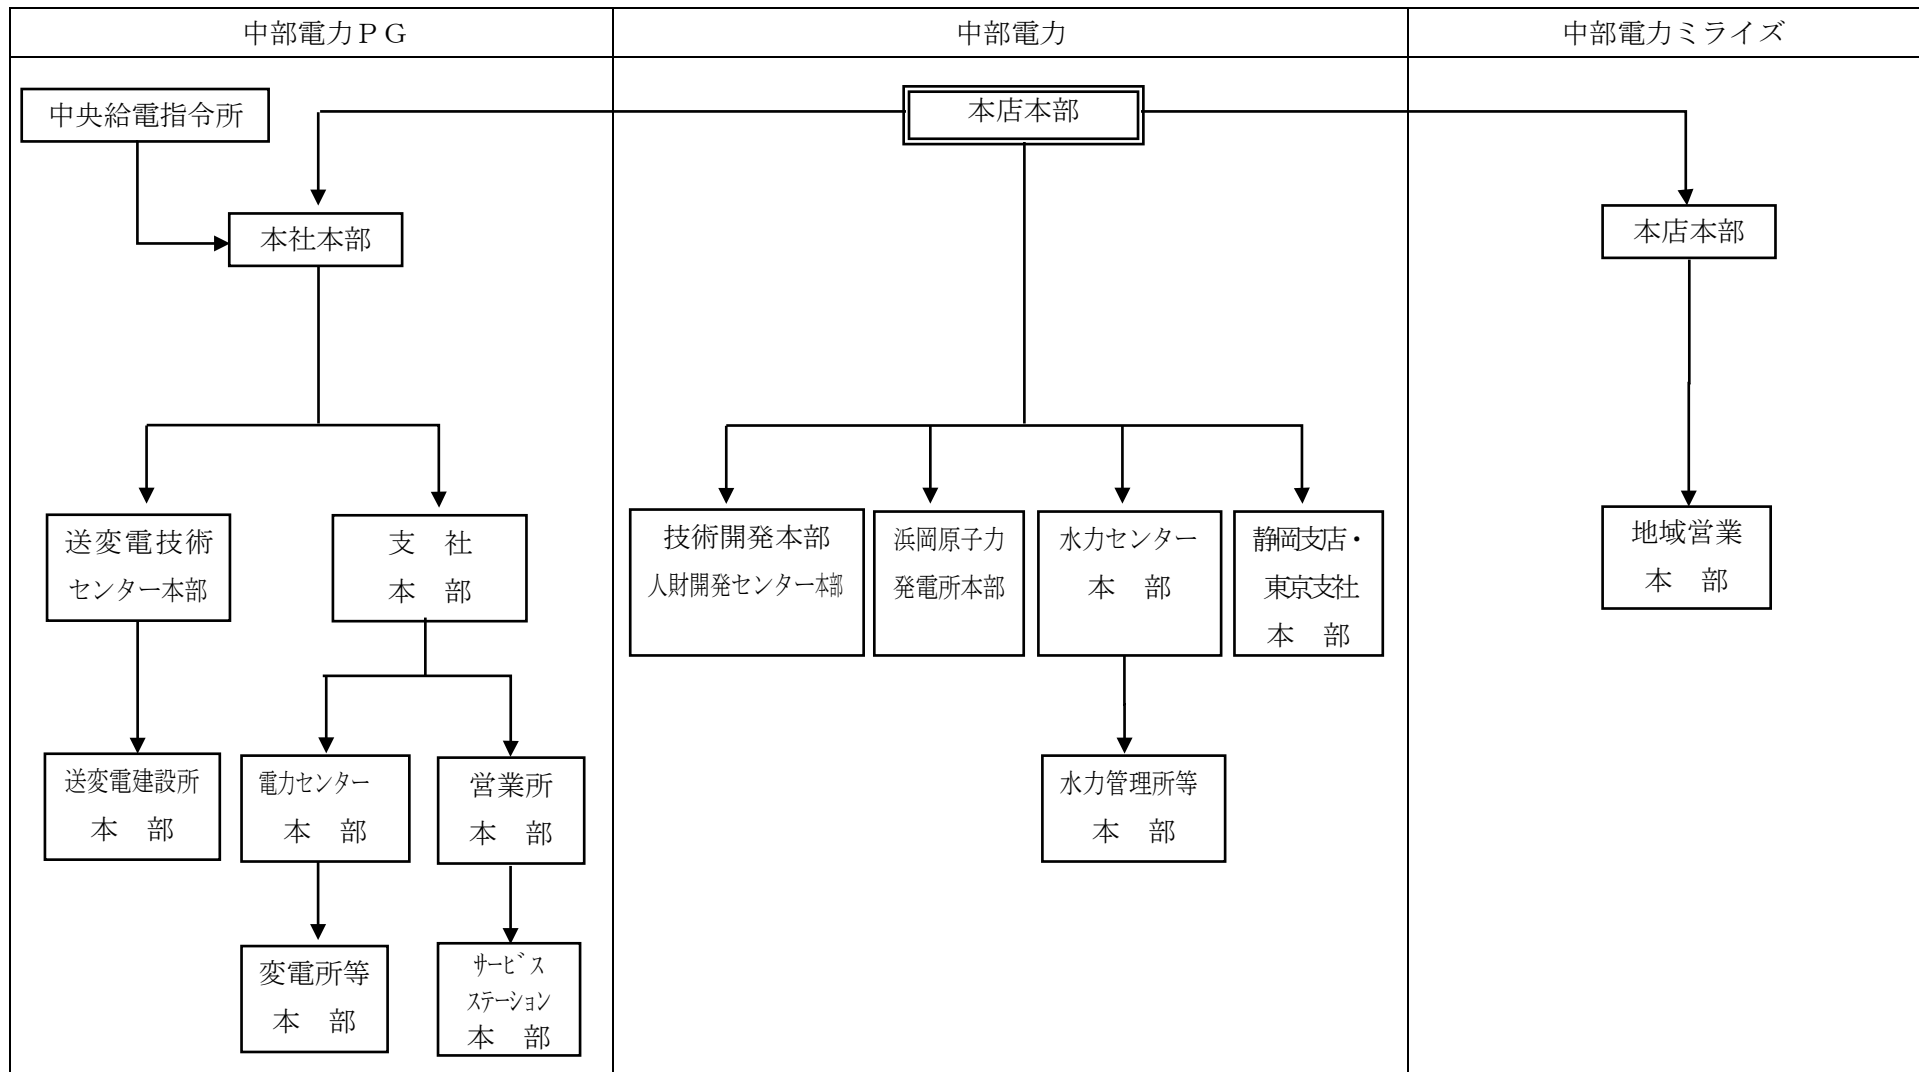 中部電力ＰＧ
中部電力
中部電力ミライズ
中央給電指令所
本店本部
本社本部
本店本部
送変電技術
センター本部
支　社
本　部
技術開発本部
人財開発センター本部
浜岡原子力
発電所本部
水力センター
本　部
静岡支店・
東京支社
本　部
地域営業
本　部
送変電建設所
本　部
電力センター
本　部
営業所
本　部
水力管理所等
本　部
変電所等
本　部
ｻｰﾋﾞｽ
ｽﾃｰｼｮﾝ
本　部